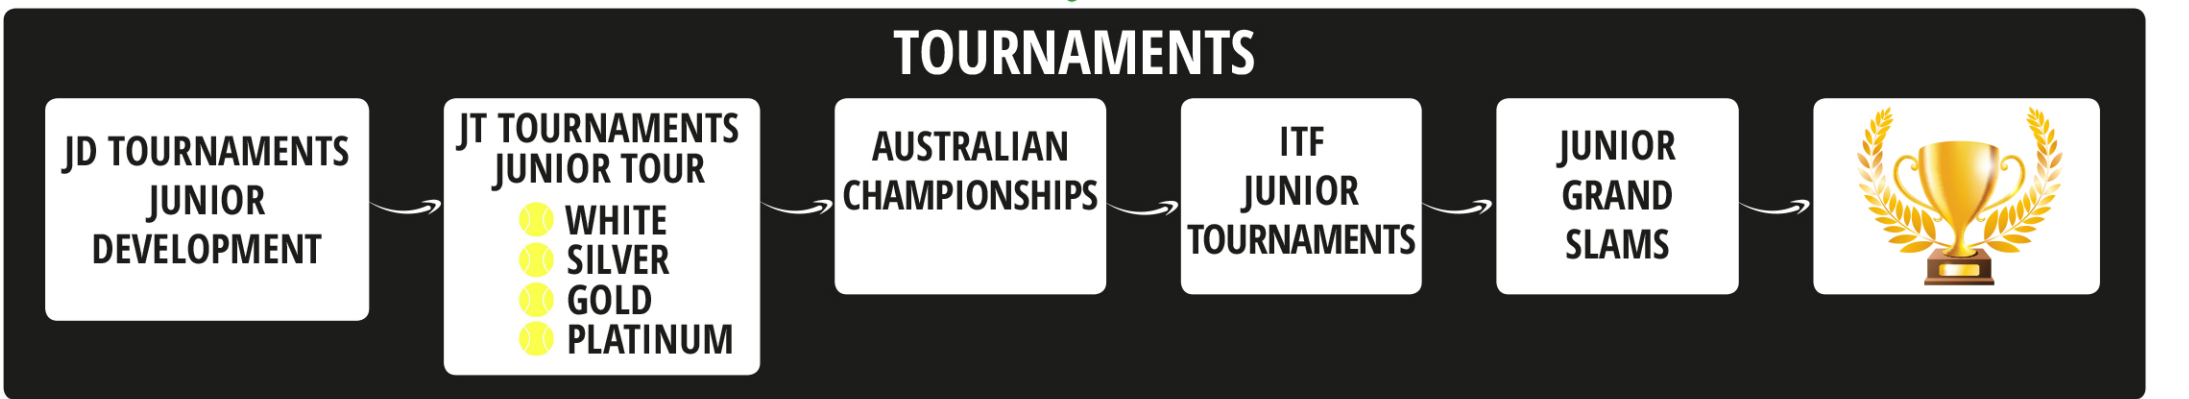 TOURNAMENTS
JD TOURNAMENTS
JUNIOR
DEVELOPMENT
JT TOURNAMENTS
JUNIOR TOUR
WHITE
SILVER
GOLD
PLATINUM
AUSTRALIAN
CHAMPIONSHIPS
ITF
JUNIOR
TOURNAMENTS
JUNIOR
GRAND
SLAMS